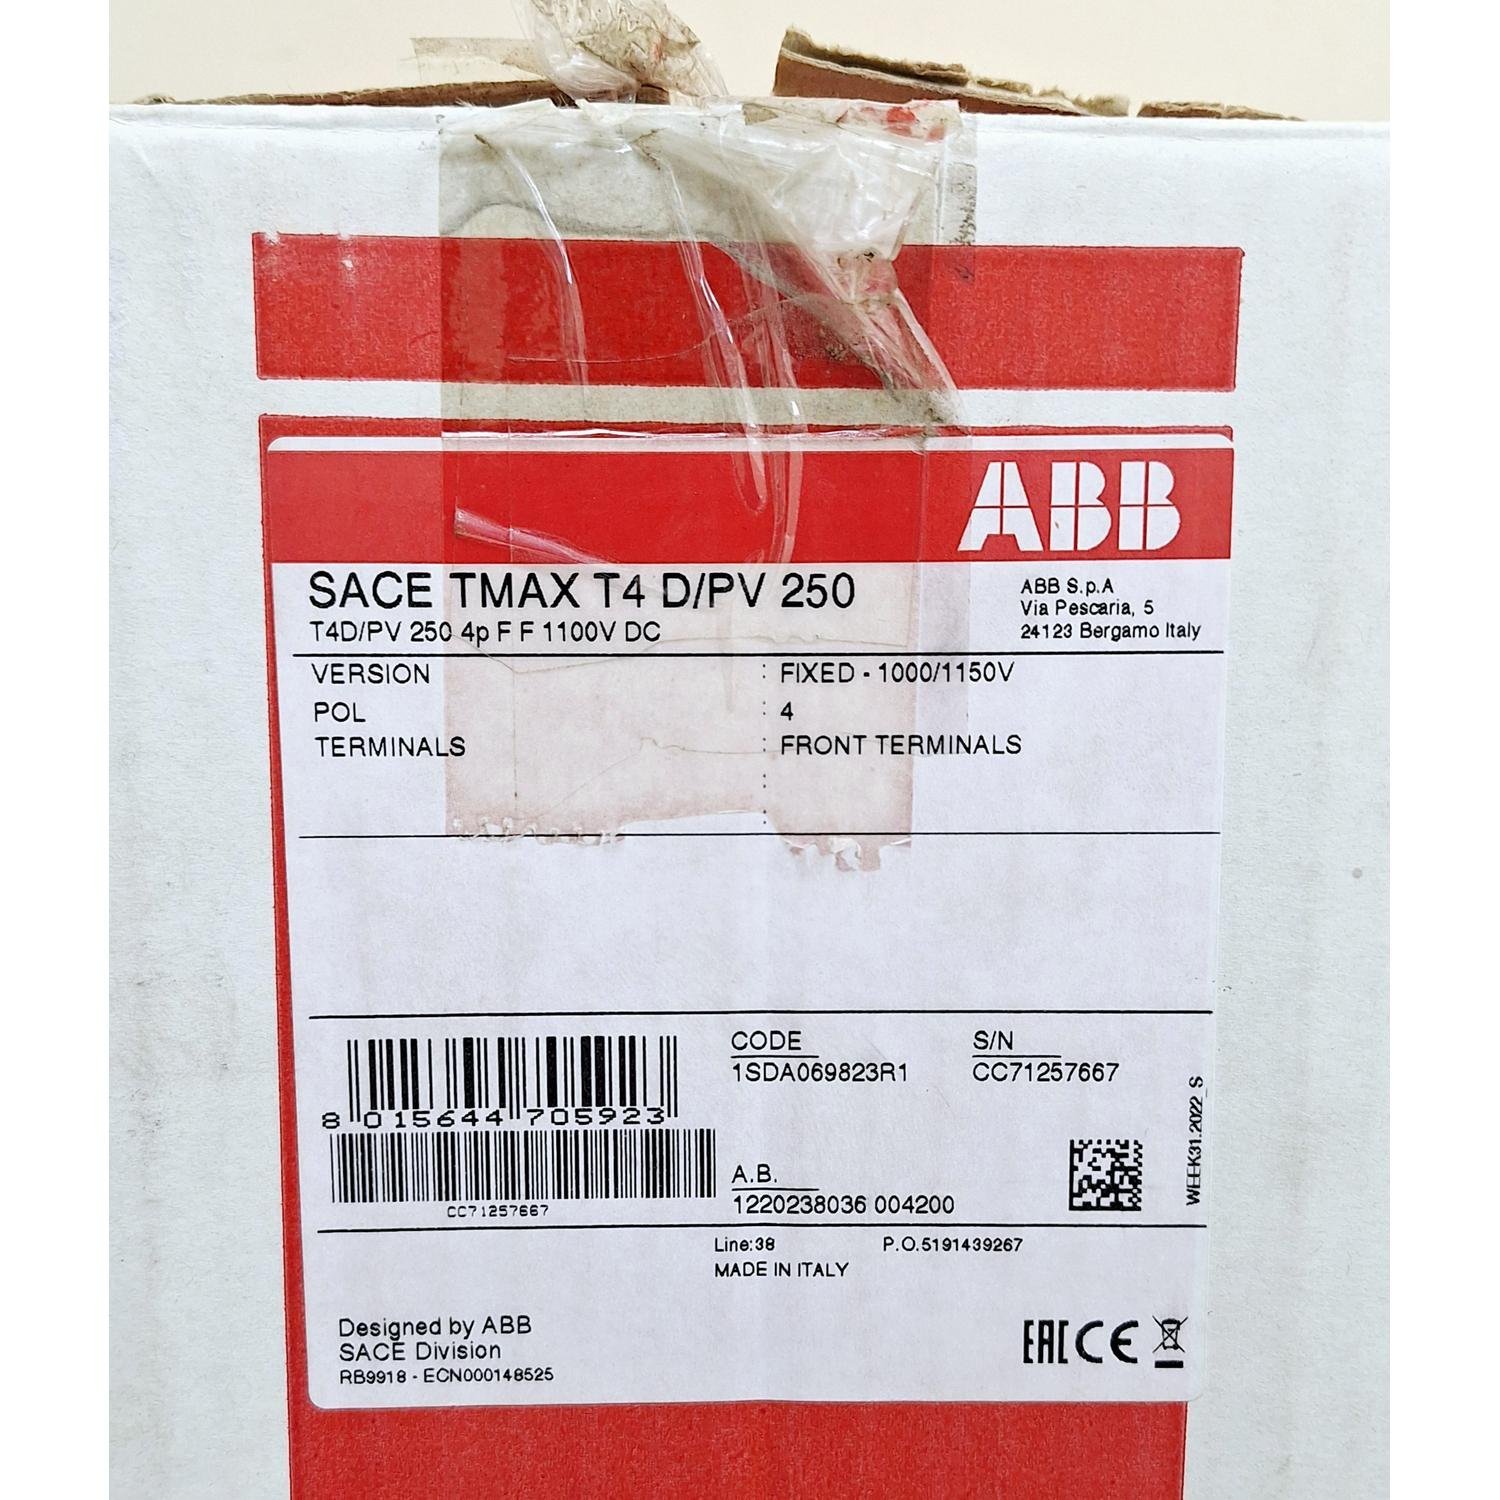 ABB
SACE TMAX T4 D/PV 250
T4D/PV 250 4p F F 1100V DC
ABB S.p.A
Via Pescaria, 5
24123 Bergamo Italy
VERSION : FIXED - 1000/1150V
POL : 4
TERMINALS : FRONT TERMINALS
8 015644 705923
CC71257667
CODE
1SDA069823R1
S/N
CC71257667
A.B.
1220238036 004200
WEEK31.2022_S
Line:38 P.O.5191439267
MADE IN ITALY
Designed by ABB
SACE Division
RB9918 - ECN000148525
EAC CE